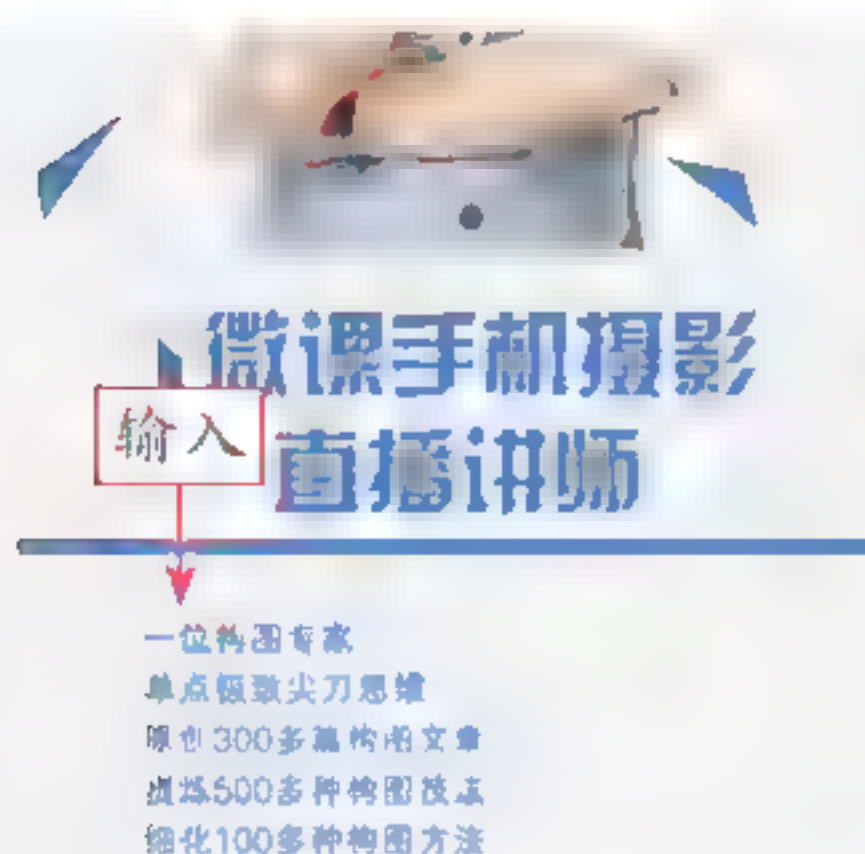 微课手机摄影
输入
直播讲师
一位构图专家
单点极致尖刀思维
原创300多篇构图文章
提炼500多种构图技点
细化100多种构图方法